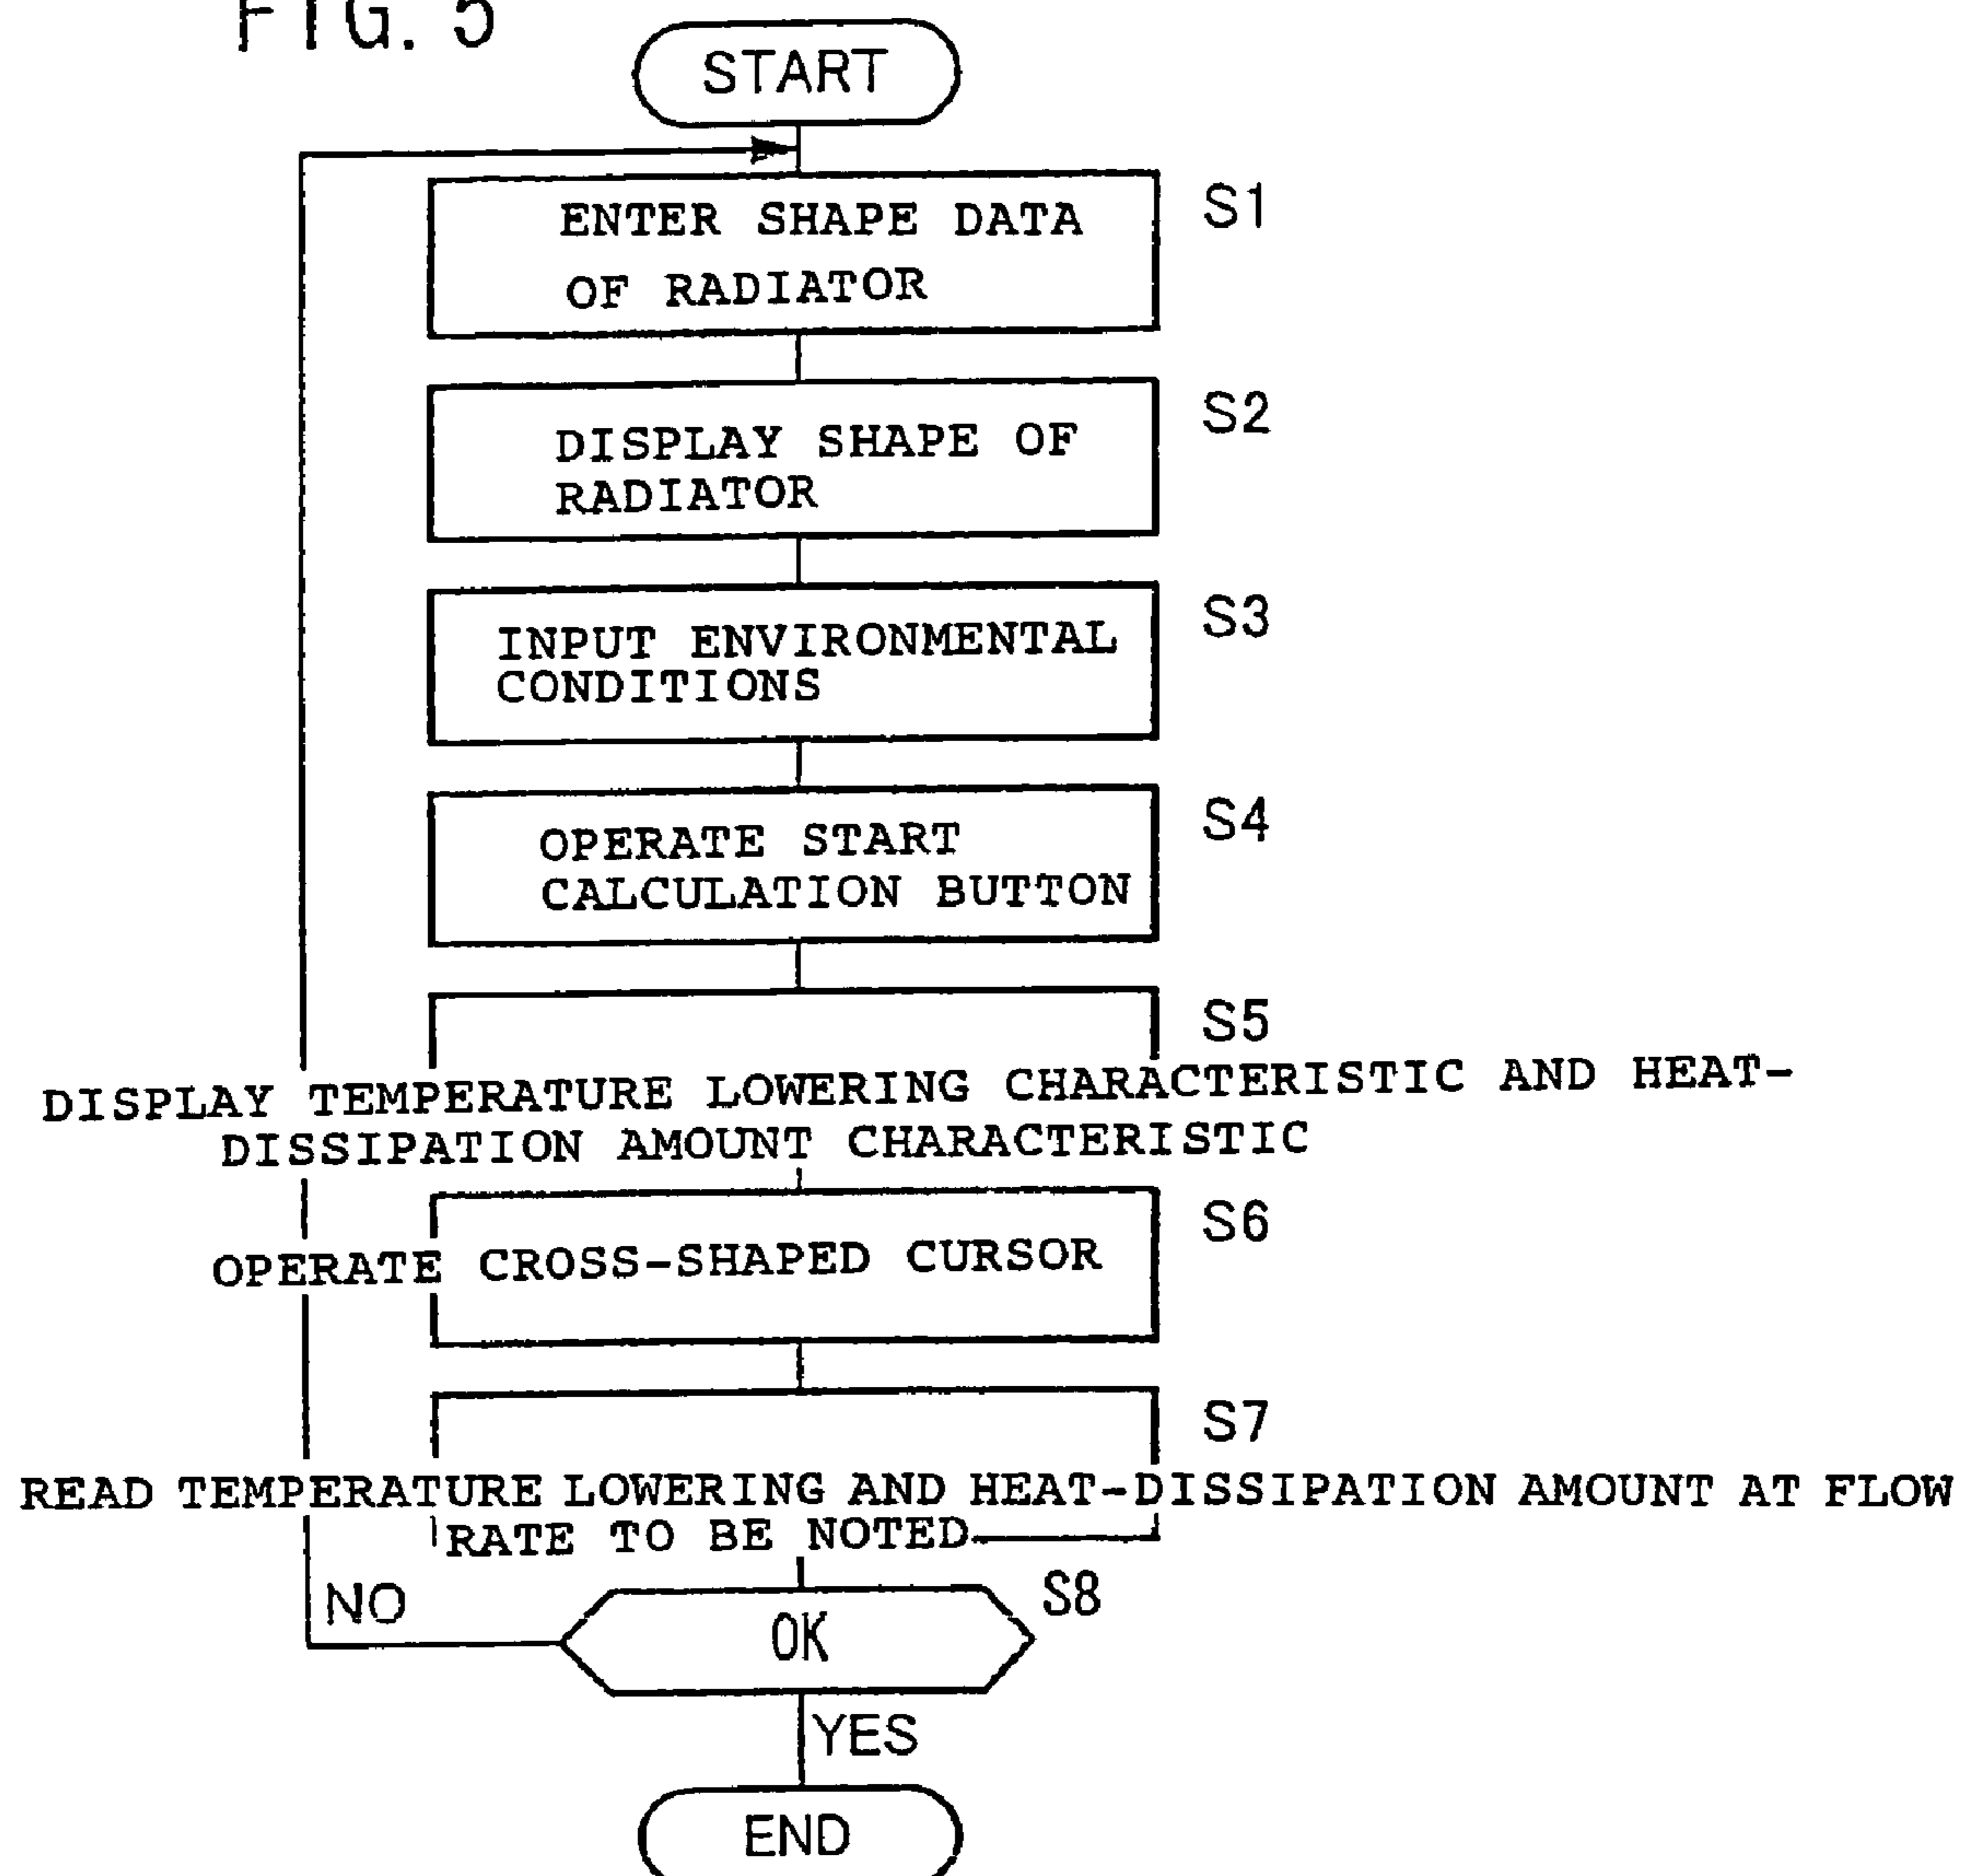 FIG. 5
START
ENTER SHAPE DATA
OF RADIATOR
S1
DISPLAY SHAPE OF
RADIATOR
S2
INPUT ENVIRONMENTAL
CONDITIONS
S3
OPERATE START
CALCULATION BUTTON
S4
S5
DISPLAY TEMPERATURE LOWERING CHARACTERISTIC AND HEAT-
DISSIPATION AMOUNT CHARACTERISTIC
S6
OPERATE CROSS-SHAPED CURSOR
S7
READ TEMPERATURE LOWERING AND HEAT-DISSIPATION AMOUNT AT FLOW
RATE TO BE NOTED
S8
NO
OK
YES
END